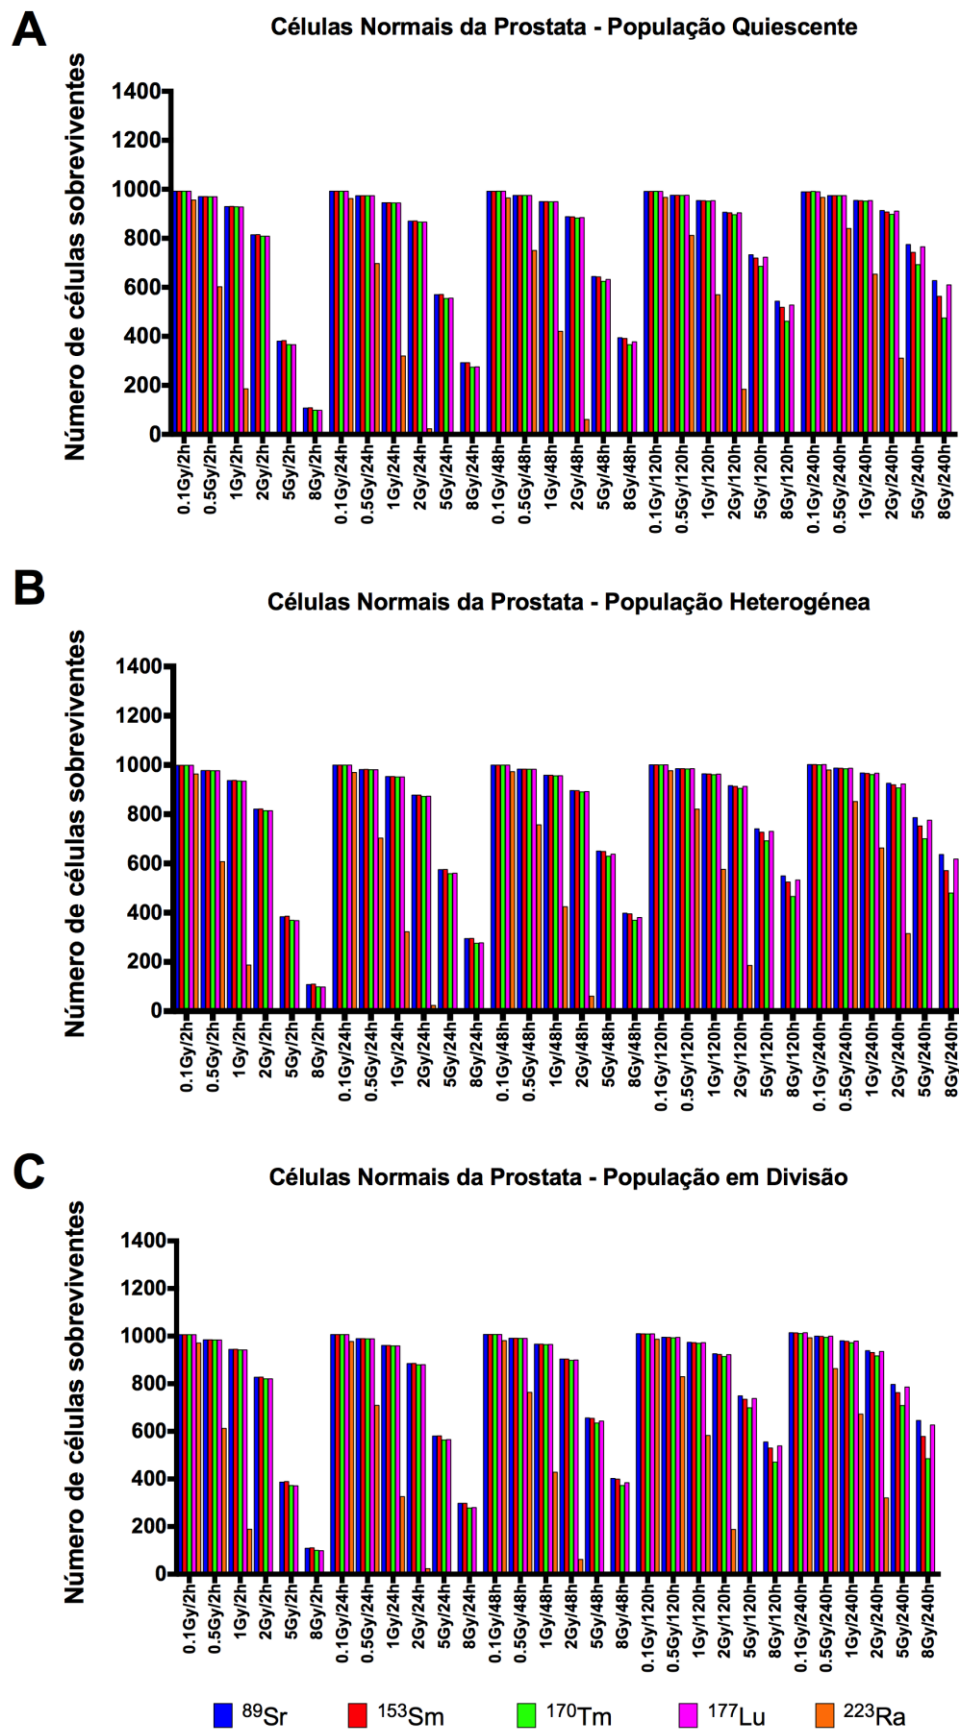 A
Células Normais da Prostata - População Quiescente
Número de células sobreviventes
1400
1200
1000
800
600
400
200
0
0.1Gy/2h
0.5Gy/2h
1Gy/2h
2Gy/2h
5Gy/2h
8Gy/2h
0.1Gy/24h
0.5Gy/24h
1Gy/24h
2Gy/24h
5Gy/24h
8Gy/24h
0.1Gy/48h
0.5Gy/48h
1Gy/48h
2Gy/48h
5Gy/48h
8Gy/48h
0.1Gy/120h
0.5Gy/120h
1Gy/120h
2Gy/120h
5Gy/120h
8Gy/120h
0.1Gy/240h
0.5Gy/240h
1Gy/240h
2Gy/240h
5Gy/240h
8Gy/240h
B
Células Normais da Prostata - População Heterogénea
Número de células sobreviventes
1400
1200
1000
800
600
400
200
0
0.1Gy/2h
0.5Gy/2h
1Gy/2h
2Gy/2h
5Gy/2h
8Gy/2h
0.1Gy/24h
0.5Gy/24h
1Gy/24h
2Gy/24h
5Gy/24h
8Gy/24h
0.1Gy/48h
0.5Gy/48h
1Gy/48h
2Gy/48h
5Gy/48h
8Gy/48h
0.1Gy/120h
0.5Gy/120h
1Gy/120h
2Gy/120h
5Gy/120h
8Gy/120h
0.1Gy/240h
0.5Gy/240h
1Gy/240h
2Gy/240h
5Gy/240h
8Gy/240h
C
Células Normais da Prostata - População em Divisão
Número de células sobreviventes
1400
1200
1000
800
600
400
200
0
0.1Gy/2h
0.5Gy/2h
1Gy/2h
2Gy/2h
5Gy/2h
8Gy/2h
0.1Gy/24h
0.5Gy/24h
1Gy/24h
2Gy/24h
5Gy/24h
8Gy/24h
0.1Gy/48h
0.5Gy/48h
1Gy/48h
2Gy/48h
5Gy/48h
8Gy/48h
0.1Gy/120h
0.5Gy/120h
1Gy/120h
2Gy/120h
5Gy/120h
8Gy/120h
0.1Gy/240h
0.5Gy/240h
1Gy/240h
2Gy/240h
5Gy/240h
8Gy/240h
⁸⁹Sr ¹⁵³Sm ¹⁷⁰Tm ¹⁷⁷Lu ²²³Ra